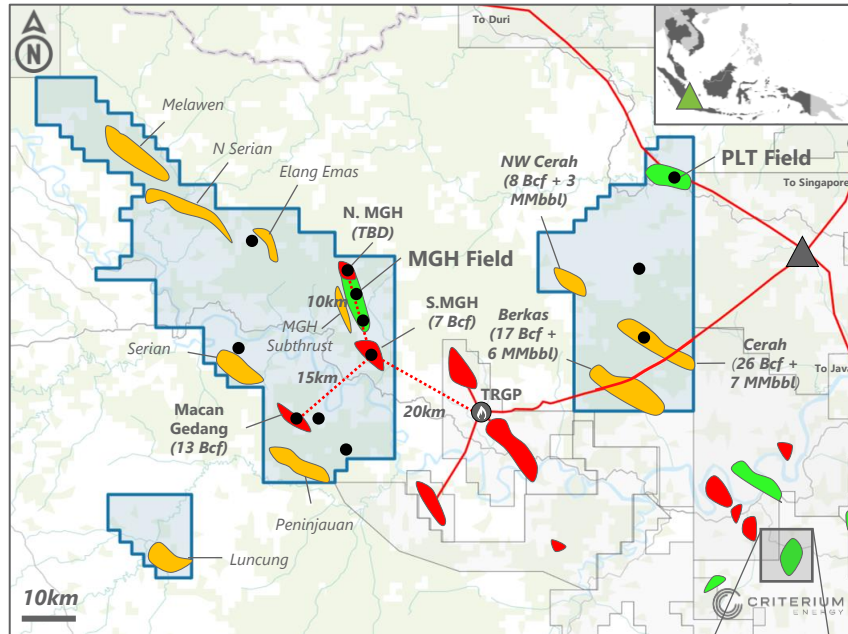 To Duri
N
Melawen
N Serian
Elang Emas
NW Cerah
(8 Bcf + 3
MMbbl)
PLT Field
To Singapore
N. MGH
(TBD)
MGH Field
10km
S.MGH
(7 Bcf)
MGH
Subthrust
Berkas
(17 Bcf +
6 MMbbl)
Cerah
(26 Bcf +
7 MMbbl)
Serian
15km
To Java
TRGP
20km
Macan
Gedang
(13 Bcf)
Peninjauan
Luncung
10km
CRITERIUM
ENERGY